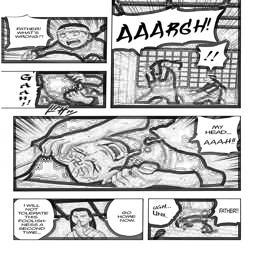 AAARGH!
!!
FATHER!
WHAT'S
WRONG?!
GAAH!!
MY
HEAD...
AAAH!!
FATHER!
UGH...
UHN.
GO HOME
NOW.
I WILL
NOT
TOLERATE
THIS
FOOLISH-
NESS A
SECOND
TIME...